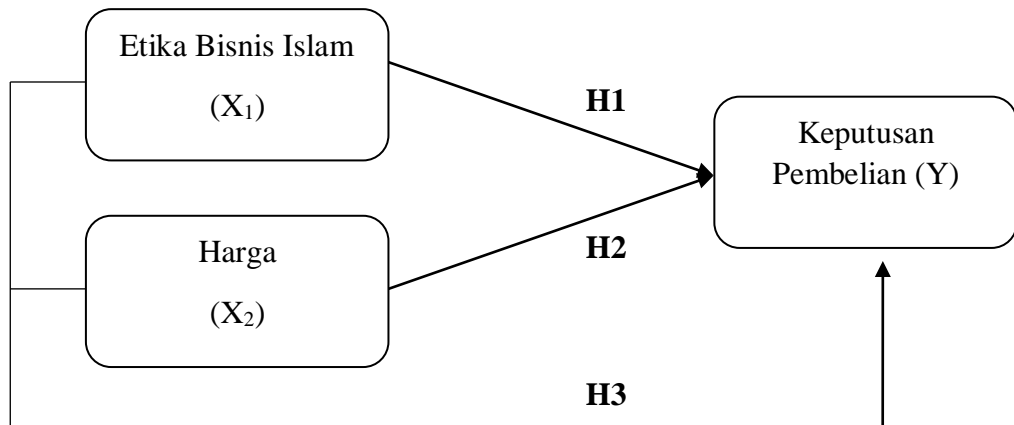 Etika Bisnis Islam
(X₁)
H1
Keputusan
Pembelian (Y)
Harga
(X₂)
H2
H3